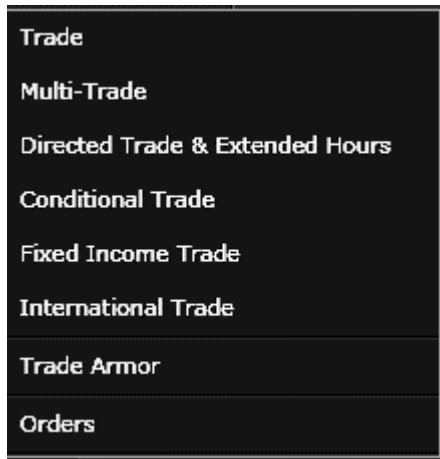 Trade
Multi-Trade
Directed Trade & Extended Hours
Conditional Trade
Fixed Income Trade
International Trade
Trade Armor
Orders